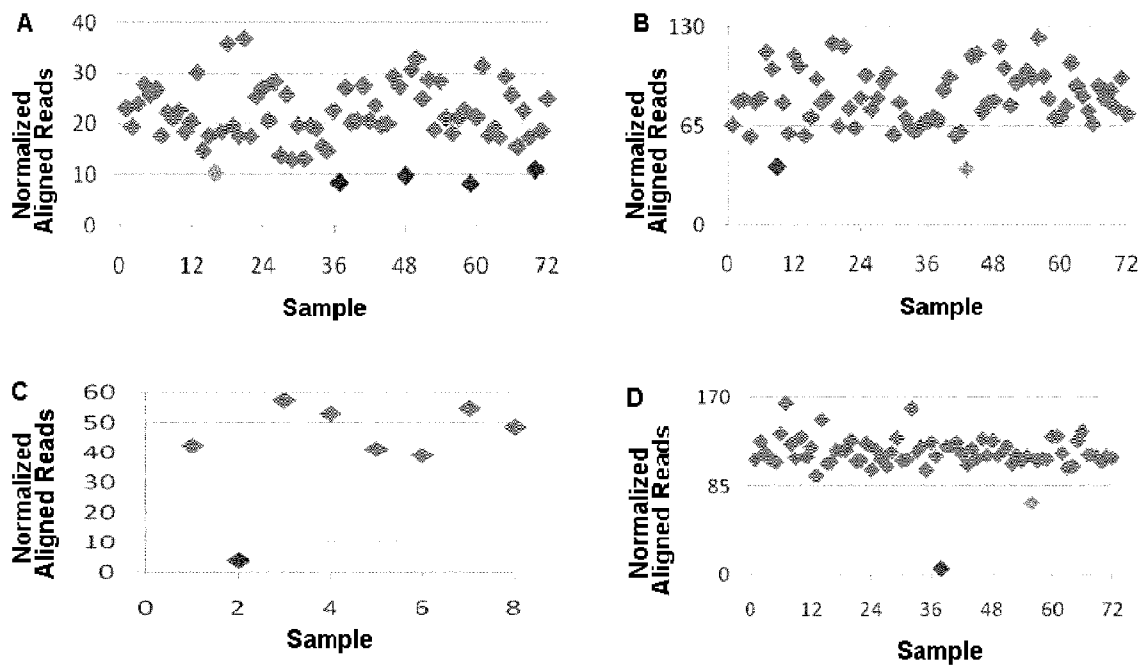 A
Normalized
Aligned Reads
40
30
20
10
0
0 12 24 36 48 60 72
Sample
B
Normalized
Aligned Reads
130
65
0
0 12 24 36 48 60 72
Sample
C
Normalized
Aligned Reads
60
50
40
30
20
10
0
0 2 4 6 8
Sample
D
Normalized
Aligned Reads
170
85
0
0 12 24 36 48 60 72
Sample